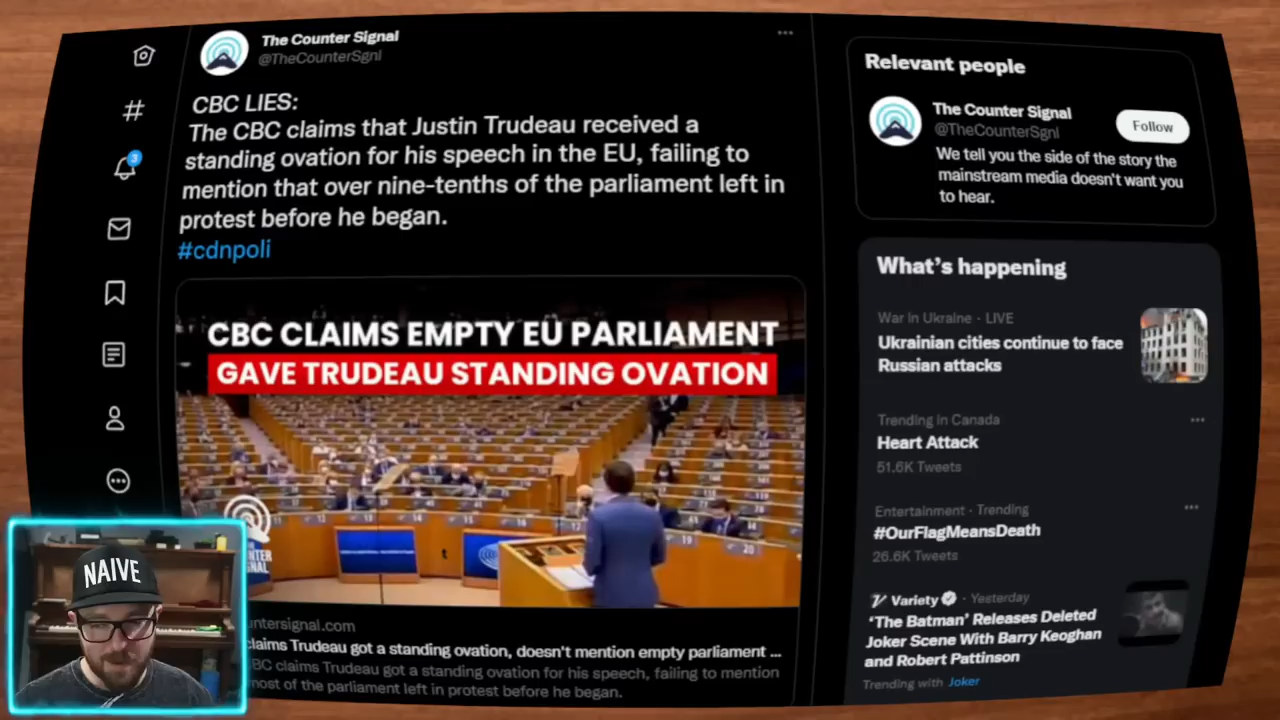 The Counter Signal
@TheCounterSgnl
CBC LIES:
The CBC claims that Justin Trudeau received a
standing ovation for his speech in the EU, failing to
mention that over nine-tenths of the parliament left in
protest before he began.
#cdnpoli
CBC CLAIMS EMPTY EU PARLIAMENT
GAVE TRUDEAU STANDING OVATION
18
19
20
ntersignal.com
claims Trudeau got a standing ovation, doesn't mention empty parliament ...
BC claims Trudeau got a standing ovation for his speech, failing to mention
most of the parliament left in protest before he began.
3
Relevant people
The Counter Signal
@TheCounterSgnl
Follow
We tell you the side of the story the
mainstream media doesn't want you
to hear.
What's happening
War in Ukraine · LIVE
Ukrainian cities continue to face
Russian attacks
Trending in Canada
Heart Attack
51.6K Tweets
Entertainment · Trending
#OurFlagMeansDeath
26.6K Tweets
Variety · Yesterday
'The Batman' Releases Deleted
Joker Scene With Barry Keoghan
and Robert Pattinson
Trending with Joker
NAIVE